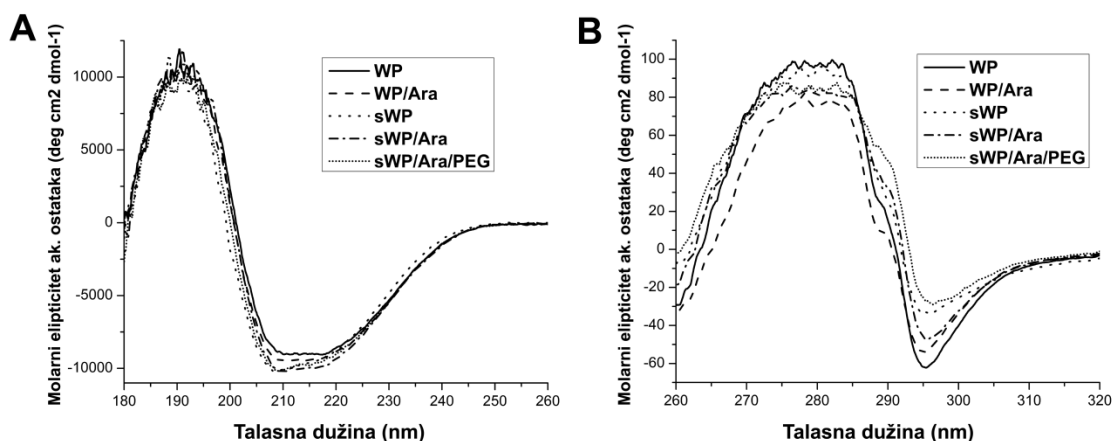 A
Molarni elipticitet ak. ostataka (deg cm2 dmol-1)
10000
5000
0
-5000
-10000
180 190 200 210 220 230 240 250 260
Talasna dužina (nm)
WP
WP/Ara
sWP
sWP/Ara
sWP/Ara/PEG
B
Molarni elipticitet ak. ostataka (deg cm2 dmol-1)
100
80
60
40
20
0
-20
-40
-60
260 270 280 290 300 310 320
Talasna dužina (nm)
WP
WP/Ara
sWP
sWP/Ara
sWP/Ara/PEG